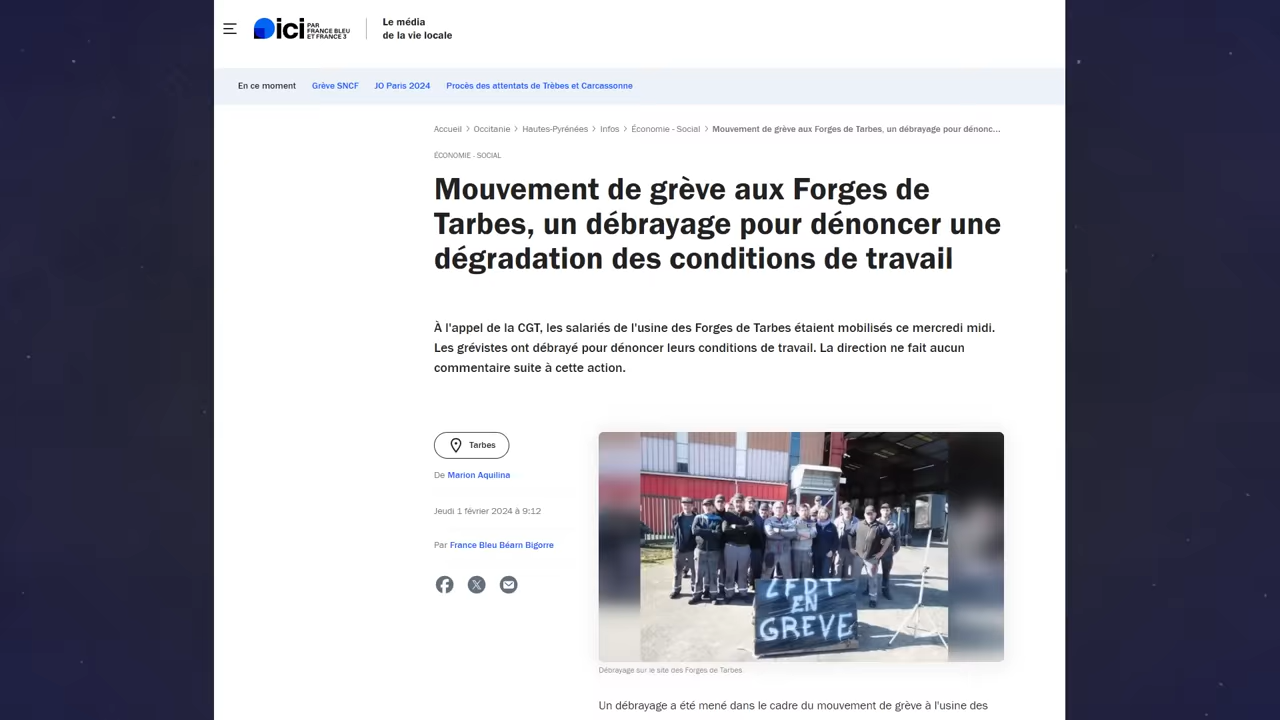 ici
PAR
FRANCE BLEU
ET FRANCE 3
Le média
de la vie locale
En ce moment
Grève SNCF
JO Paris 2024
Procès des attentats de Trèbes et Carcassonne
Accueil > Occitanie > Hautes-Pyrénées > Infos > Économie - Social > Mouvement de grève aux Forges de Tarbes, un débrayage pour dénonc...
ÉCONOMIE - SOCIAL
Mouvement de grève aux Forges de
Tarbes, un débrayage pour dénoncer une
dégradation des conditions de travail
À l'appel de la CGT, les salariés de l'usine des Forges de Tarbes étaient mobilisés ce mercredi midi.
Les grévistes ont débrayé pour dénoncer leurs conditions de travail. La direction ne fait aucun
commentaire suite à cette action.
Tarbes
De Marion Aquilina
Jeudi 1 février 2024 à 9:12
Par France Bleu Béarn Bigorre
LFDT
EN
GREVE
Débrayage sur le site des Forges de Tarbes
Un débrayage a été mené dans le cadre du mouvement de grève à l'usine des